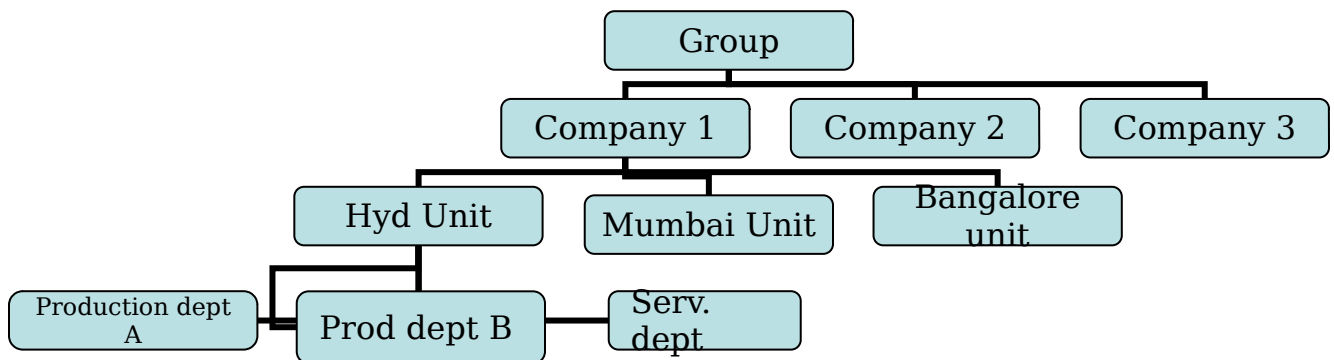 Group
Company 1
Company 2
Company 3
Hyd Unit
Mumbai Unit
Bangalore
unit
Production dept
A
Prod dept B
Serv.
dept